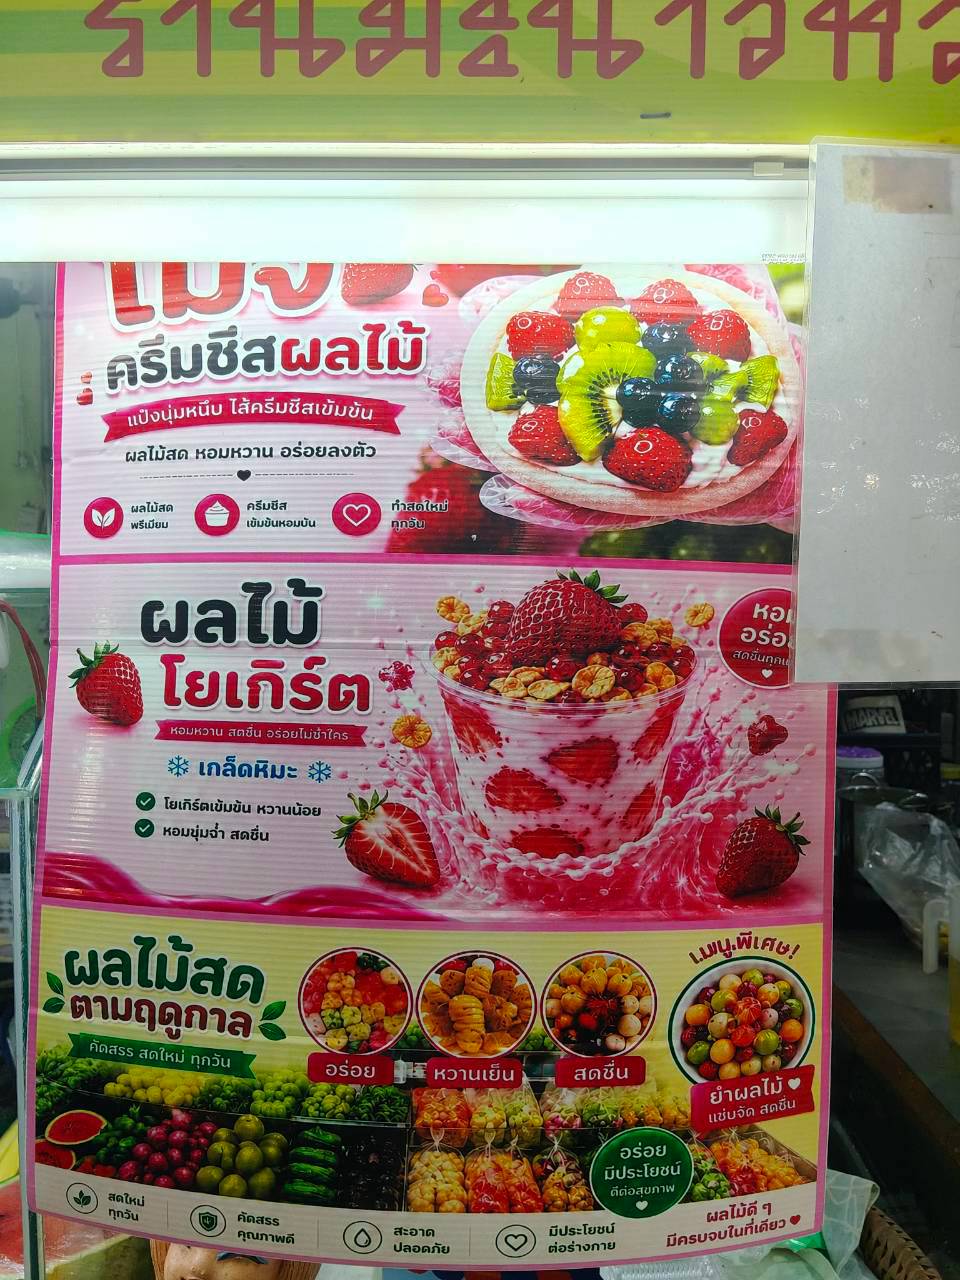 ร้านมะนาว
โมจิ
ครีมชีสผลไม้
แป้งนุ่มหนึบ ไส้ครีมชีสเข้มข้น
ผลไม้สด หอมหวาน อร่อยลงตัว
ผลไม้สด
พรีเมียม
ครีมชีส
เข้มข้นหอมมัน
ทำสดใหม่
ทุกวัน
ผลไม้
โยเกิร์ต
หอมหวาน สดชื่น อร่อยไม่ซ้ำใคร
เกล็ดหิมะ
โยเกิร์ตเข้มข้น หวานน้อย
หอมชุ่มฉ่ำ สดชื่น
MARVEL
ผลไม้สด
ตามฤดูกาล
คัดสรร สดใหม่ ทุกวัน
อร่อย
หวานเย็น
สดชื่น
เมนูพิเศษ!
ยำผลไม้
แซ่บจัด สดชื่น
อร่อย
มีประโยชน์
ดีต่อสุขภาพ
สดใหม่
ทุกวัน
คัดสรร
คุณภาพดี
สะอาด
ปลอดภัย
มีประโยชน์
ต่อร่างกาย
ผลไม้ดี ๆ
มีครบจบในที่เดียว